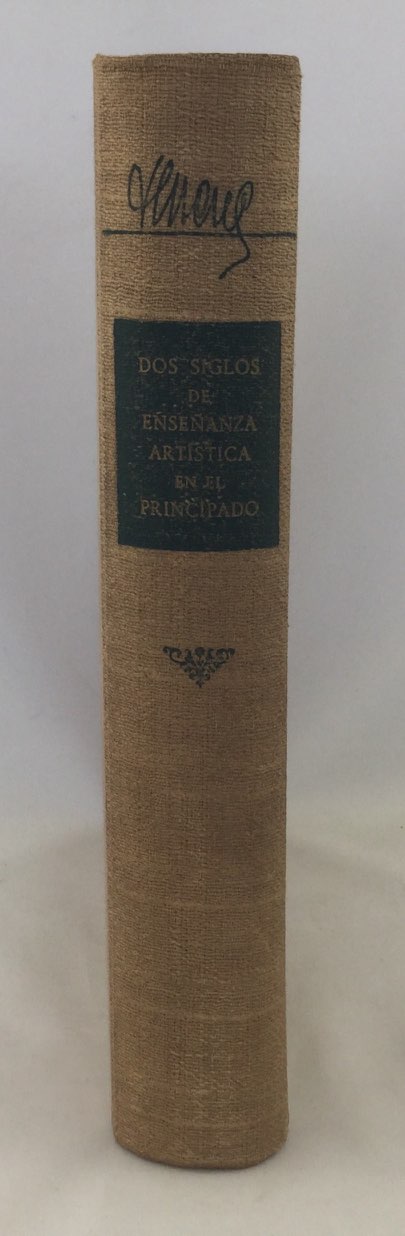 DOS SIGLOS
DE
ENSEÑANZA
ARTÍSTICA
EN EL
PRINCIPADO